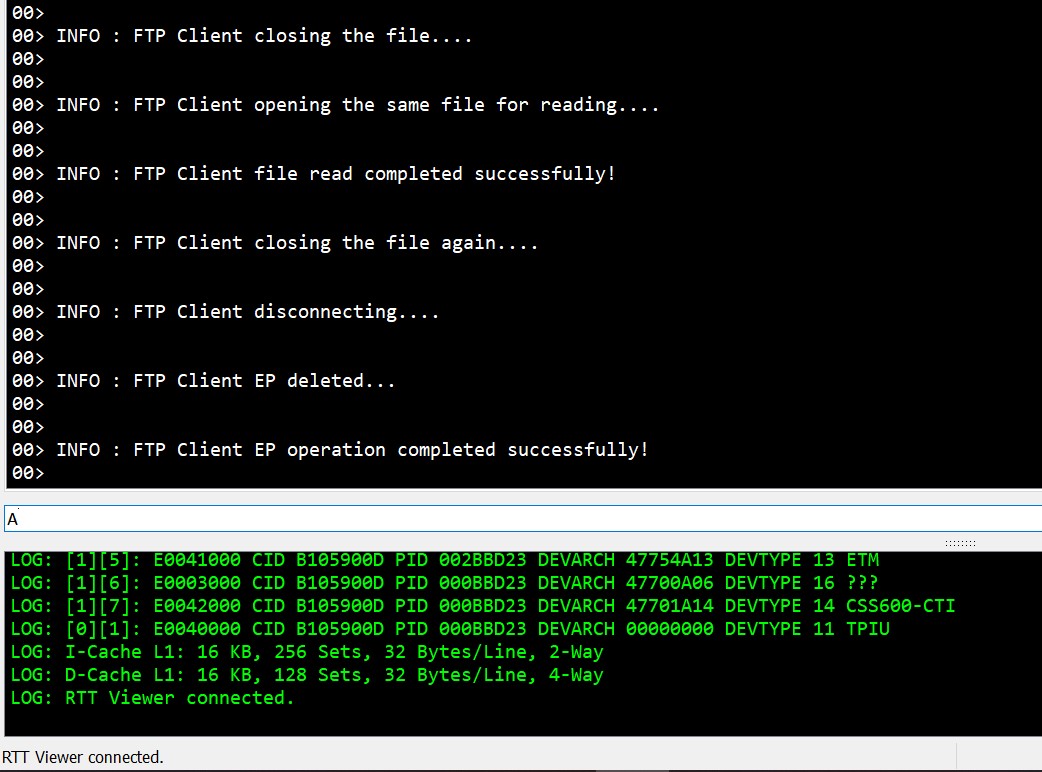 00>
00> INFO : FTP Client closing the file....
00>
00>
00> INFO : FTP Client opening the same file for reading....
00>
00>
00> INFO : FTP Client file read completed successfully!
00>
00>
00> INFO : FTP Client closing the file again....
00>
00>
00> INFO : FTP Client disconnecting....
00>
00>
00> INFO : FTP Client EP deleted...
00>
00>
00> INFO : FTP Client EP operation completed successfully!
00>
A
LOG: [1][5]: E0041000 CID B105900D PID 002BBD23 DEVARCH 47754A13 DEVTYPE 13 ETM
LOG: [1][6]: E0003000 CID B105900D PID 000BBD23 DEVARCH 47700A06 DEVTYPE 16 ???
LOG: [1][7]: E0042000 CID B105900D PID 000BBD23 DEVARCH 47701A14 DEVTYPE 14 CSS600-CTI
LOG: [0][1]: E0040000 CID B105900D PID 000BBD23 DEVARCH 00000000 DEVTYPE 11 TPIU
LOG: I-Cache L1: 16 KB, 256 Sets, 32 Bytes/Line, 2-Way
LOG: D-Cache L1: 16 KB, 128 Sets, 32 Bytes/Line, 4-Way
LOG: RTT Viewer connected.
RTT Viewer connected.